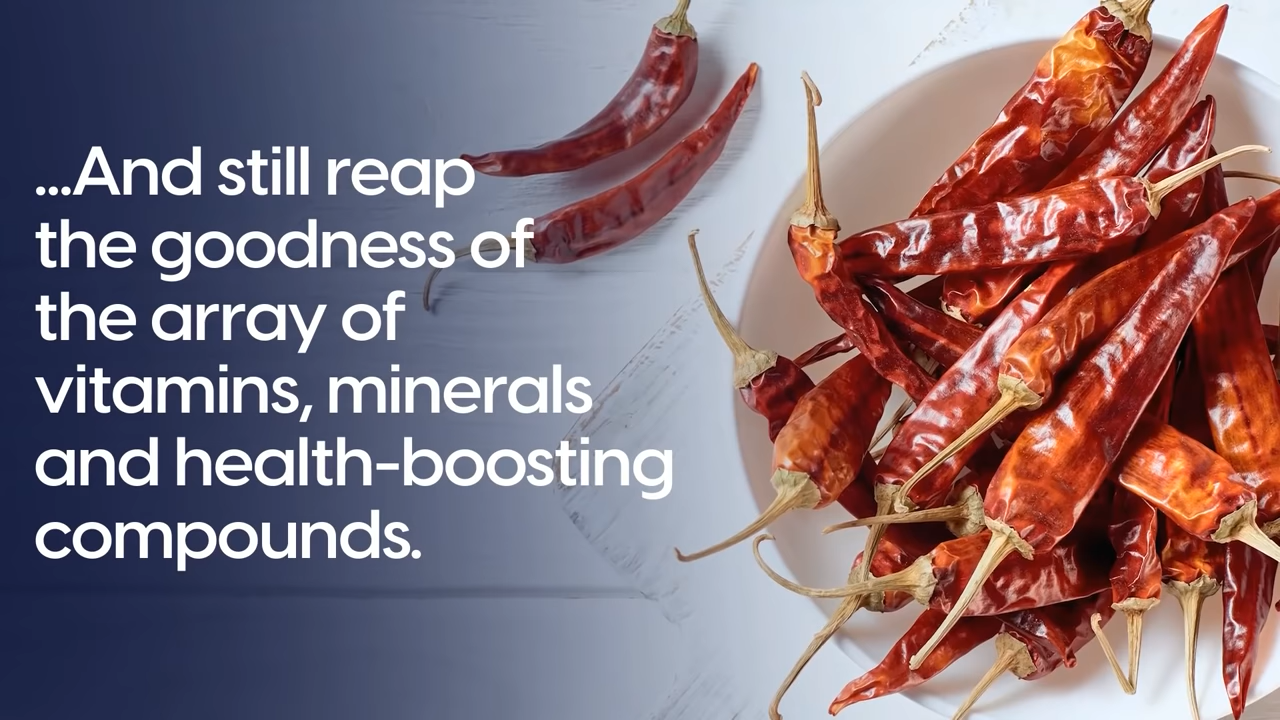 ...And still reap
the goodness of
the array of
vitamins, minerals
and health-boosting
compounds.